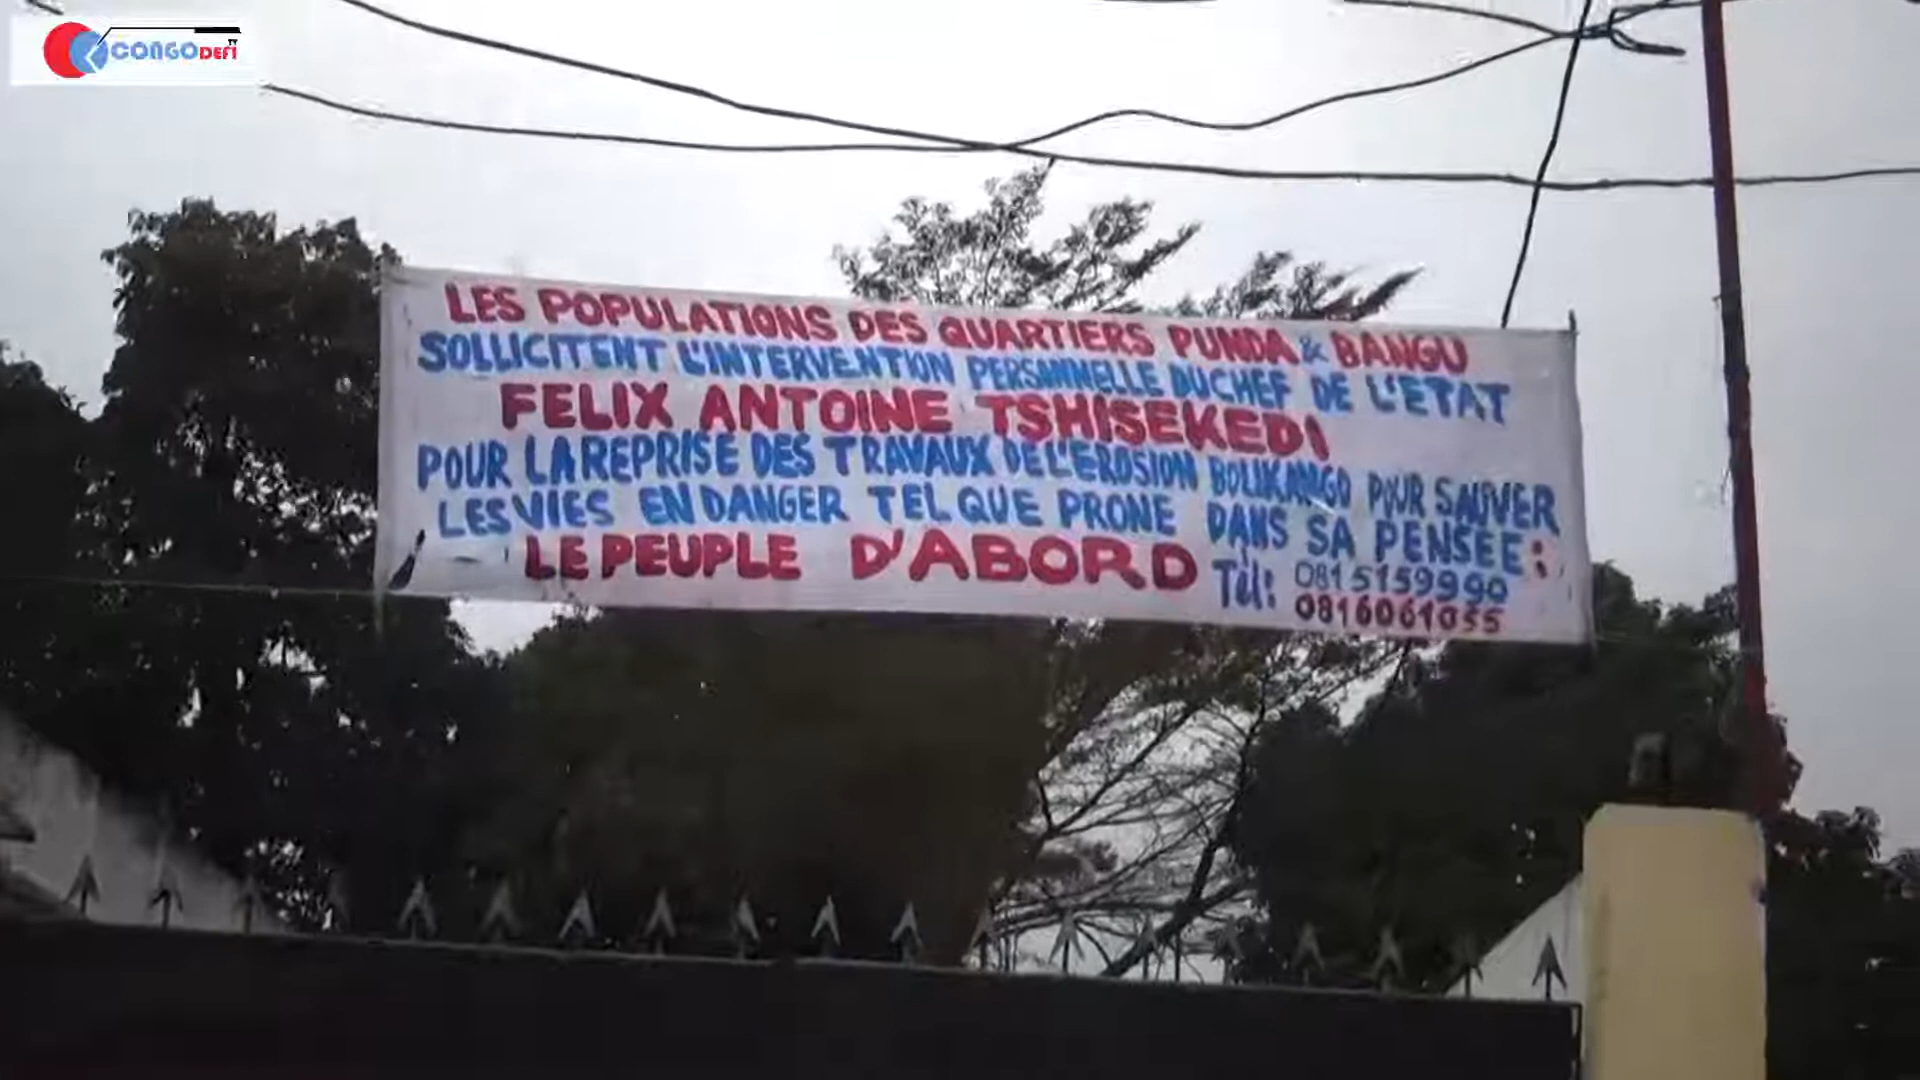 CONGO DEFI TV
LES POPULATIONS DES QUARTIERS PUNDA & BANGU
SOLLICITENT L'INTERVENTION PERSONNELLE DU CHEF DE L'ETAT
FELIX ANTOINE TSHISEKEDI
POUR LA REPRISE DES TRAVAUX DE L'EROSION BOLIKANGO POUR SAUVER
LES VIES EN DANGER TEL QUE PRONE DANS SA PENSÉE:
LE PEUPLE D'ABORD Tél: 0815159990
0816061055